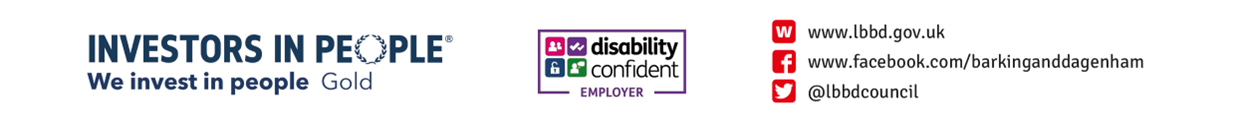 INVESTORS IN PEOPLE®
We invest in people Gold
disability
confident
EMPLOYER
w www.lbbd.gov.uk
f www.facebook.com/barkinganddagenham
@lbbdcouncil